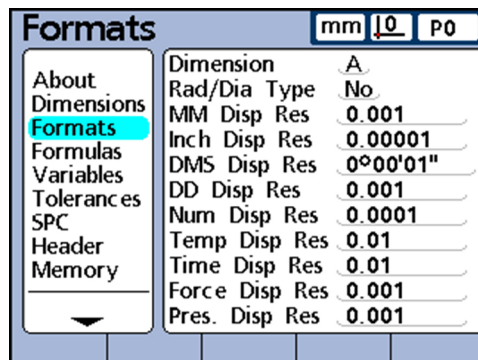 Formats
mm 0 P0
About
Dimensions
Formats
Formulas
Variables
Tolerances
SPC
Header
Memory
Dimension A
Rad/Dia Type No
MM Disp Res 0.001
Inch Disp Res 0.00001
DMS Disp Res 0°00'01"
DD Disp Res 0.001
Num Disp Res 0.0001
Temp Disp Res 0.01
Time Disp Res 0.01
Force Disp Res 0.001
Pres. Disp Res 0.001